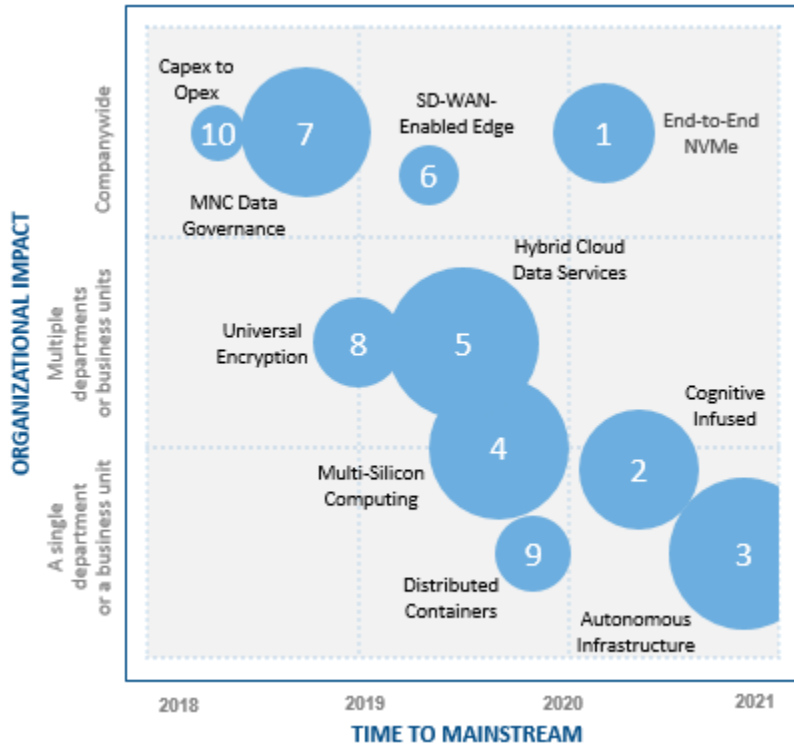 Capex to
Opex
10
7
MNC Data
Governance
SD-WAN-
Enabled Edge
6
1
End-to-End
NVMe
Hybrid Cloud
Data Services
Universal
Encryption
8
5
Cognitive
Infused
4
Multi-Silicon
Computing
2
9
Distributed
Containers
3
Autonomous
Infrastructure
ORGANIZATIONAL IMPACT
Companywide
Multiple
departments
or business units
A single
department
or a business unit
2018
2019
2020
2021
TIME TO MAINSTREAM